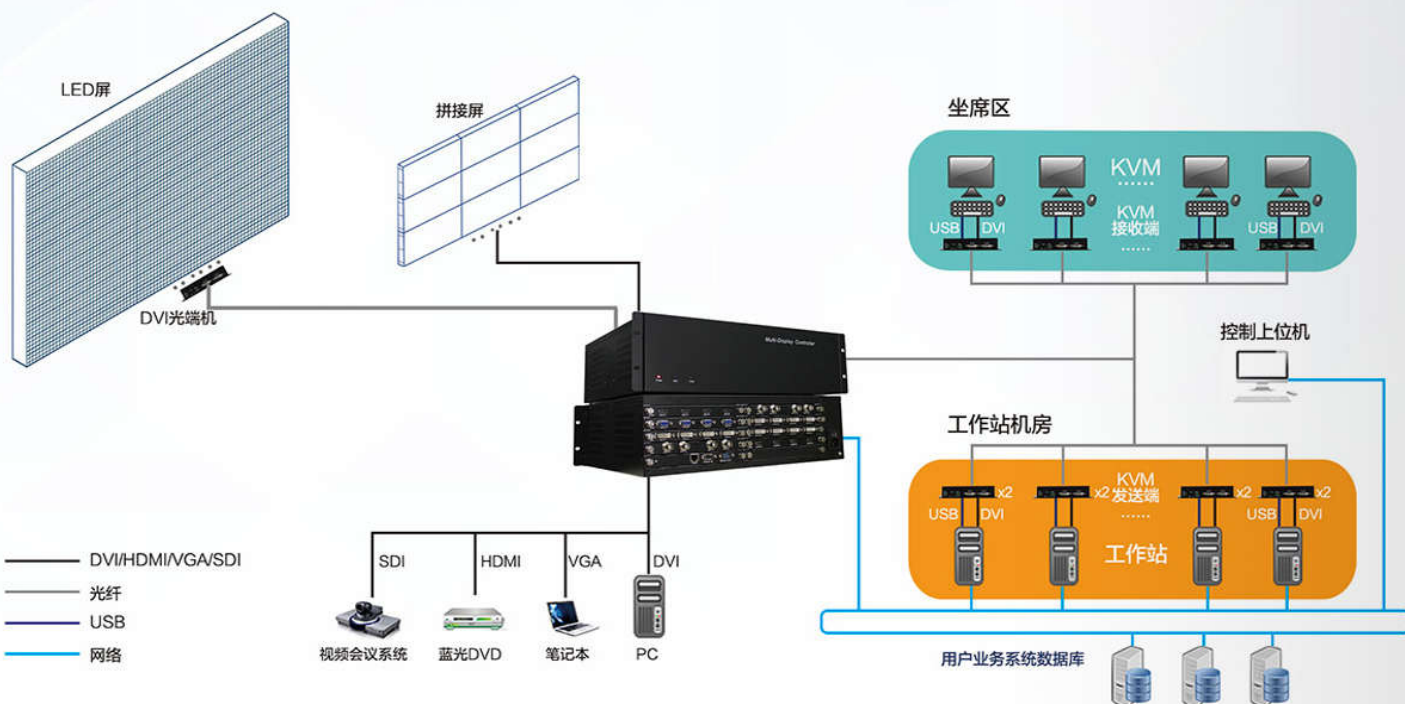 LED屏
拼接屏
坐席区
KVM
······
KVM
接收端
······
USB DVI
USB DVI
DVI光端机
Multi-Display Controller
控制上位机
工作站机房
KVM
发送端
······
x2
x2
x2
x2
USB DVI
USB DVI
工作站
DVI/HDMI/VGA/SDI
光纤
USB
网络
SDI
HDMI
VGA
DVI
视频会议系统
蓝光DVD
笔记本
PC
用户业务系统数据库